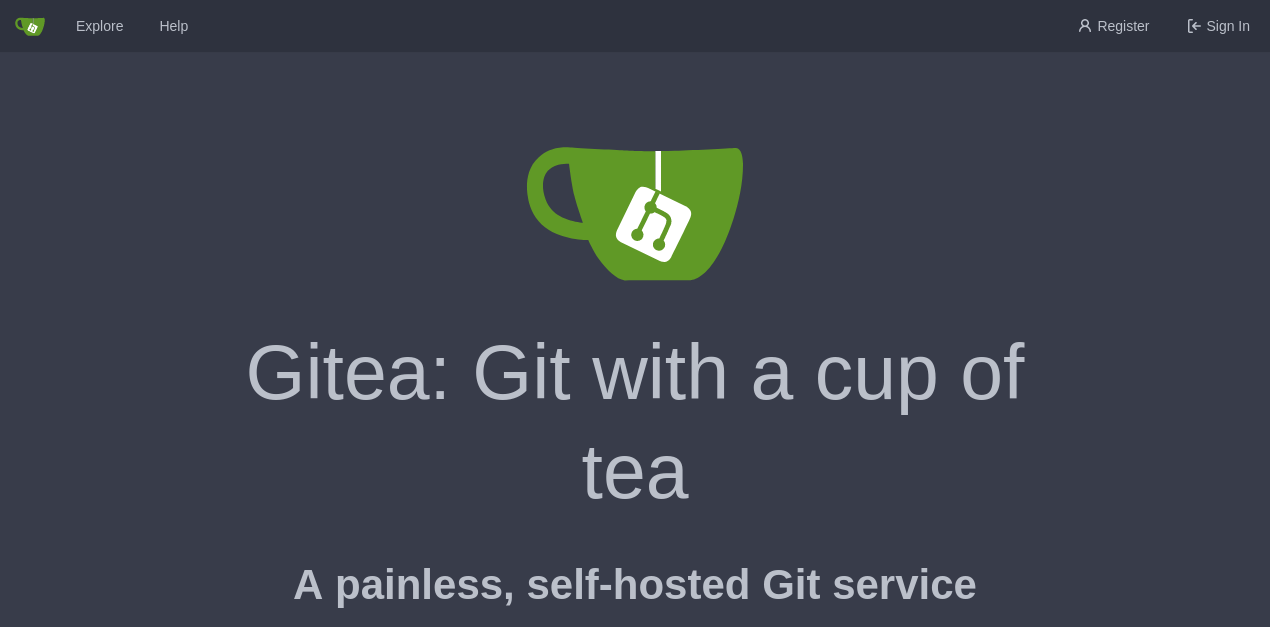 Explore Help Register Sign In
Gitea: Git with a cup of
tea
A painless, self-hosted Git service